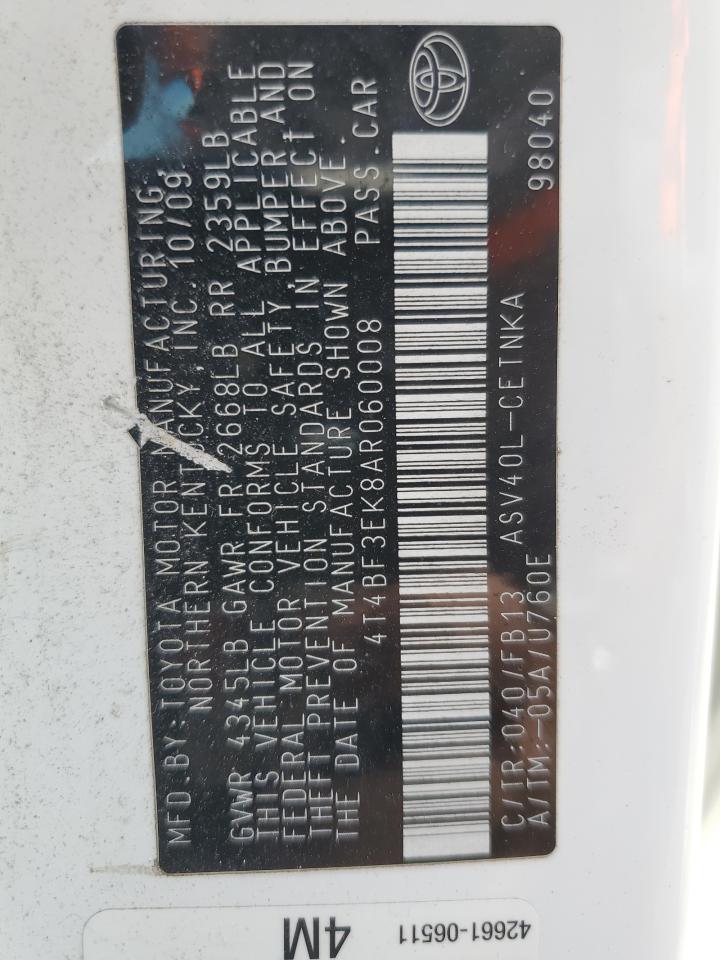 MFD.BY:TOYOTA MOTOR MANUFACTURING,
NORTHERN KENTUCKY,INC. 10/09
GVWR 4345LB GAWR FR 2668LB RR 2359LB
THIS VEHICLE CONFORMS TO ALL APPLICABLE
FEDERAL MOTOR VEHICLE SAFETY,BUMPER AND
THEFT PREVENTION STANDARDS IN EFFECT ON
THE DATE OF MANUFACTURE SHOWN ABOVE.
4T4BF3EK8AR060008 PASS.CAR
C/TR:040/FB13 ASV40L-CETNKA
A/TM:-05A/U760E 98040
4M
42661-06511